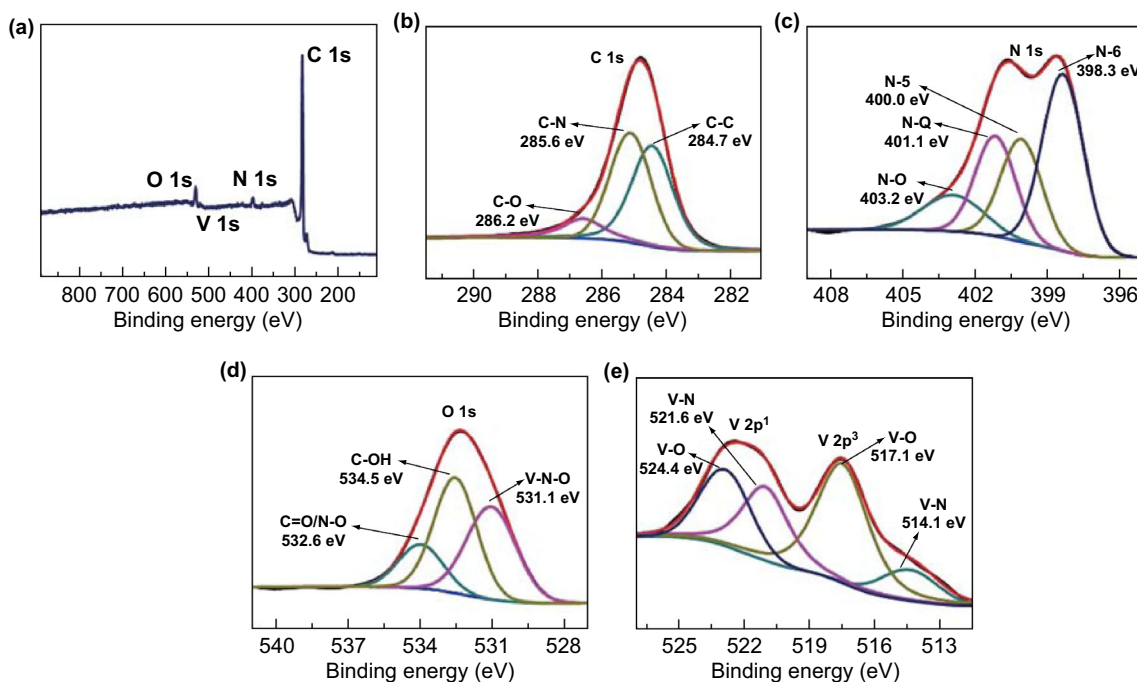 (a)
C 1s
O 1s
N 1s
V 1s
800 700 600 500 400 300 200
Binding energy (eV)
(b)
C 1s
C-N
285.6 eV
C-C
284.7 eV
C-O
286.2 eV
290 288 286 284 282
Binding energy (eV)
(c)
N 1s
N-6
398.3 eV
N-5
400.0 eV
N-Q
401.1 eV
N-O
403.2 eV
408 405 402 399 396
Binding energy (eV)
(d)
O 1s
C-OH
534.5 eV
V-N-O
531.1 eV
C=O/N-O
532.6 eV
540 537 534 531 528
Binding energy (eV)
(e)
V-N
521.6 eV
V 2p¹
V-O
524.4 eV
V 2p³
V-O
517.1 eV
V-N
514.1 eV
525 522 519 516 513
Binding energy (eV)